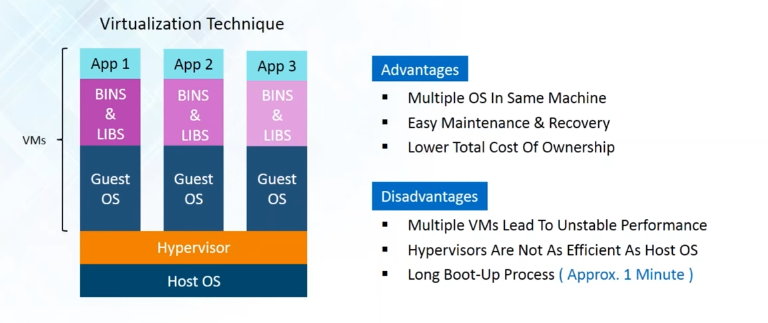 Virtualization Technique
VMs
App 1
App 2
App 3
BINS
&
LIBS
BINS
&
LIBS
BINS
&
LIBS
Guest
OS
Guest
OS
Guest
OS
Hypervisor
Host OS
Advantages
▪ Multiple OS In Same Machine
▪ Easy Maintenance & Recovery
▪ Lower Total Cost Of Ownership
Disadvantages
▪ Multiple VMs Lead To Unstable Performance
▪ Hypervisors Are Not As Efficient As Host OS
▪ Long Boot-Up Process ( Approx. 1 Minute )